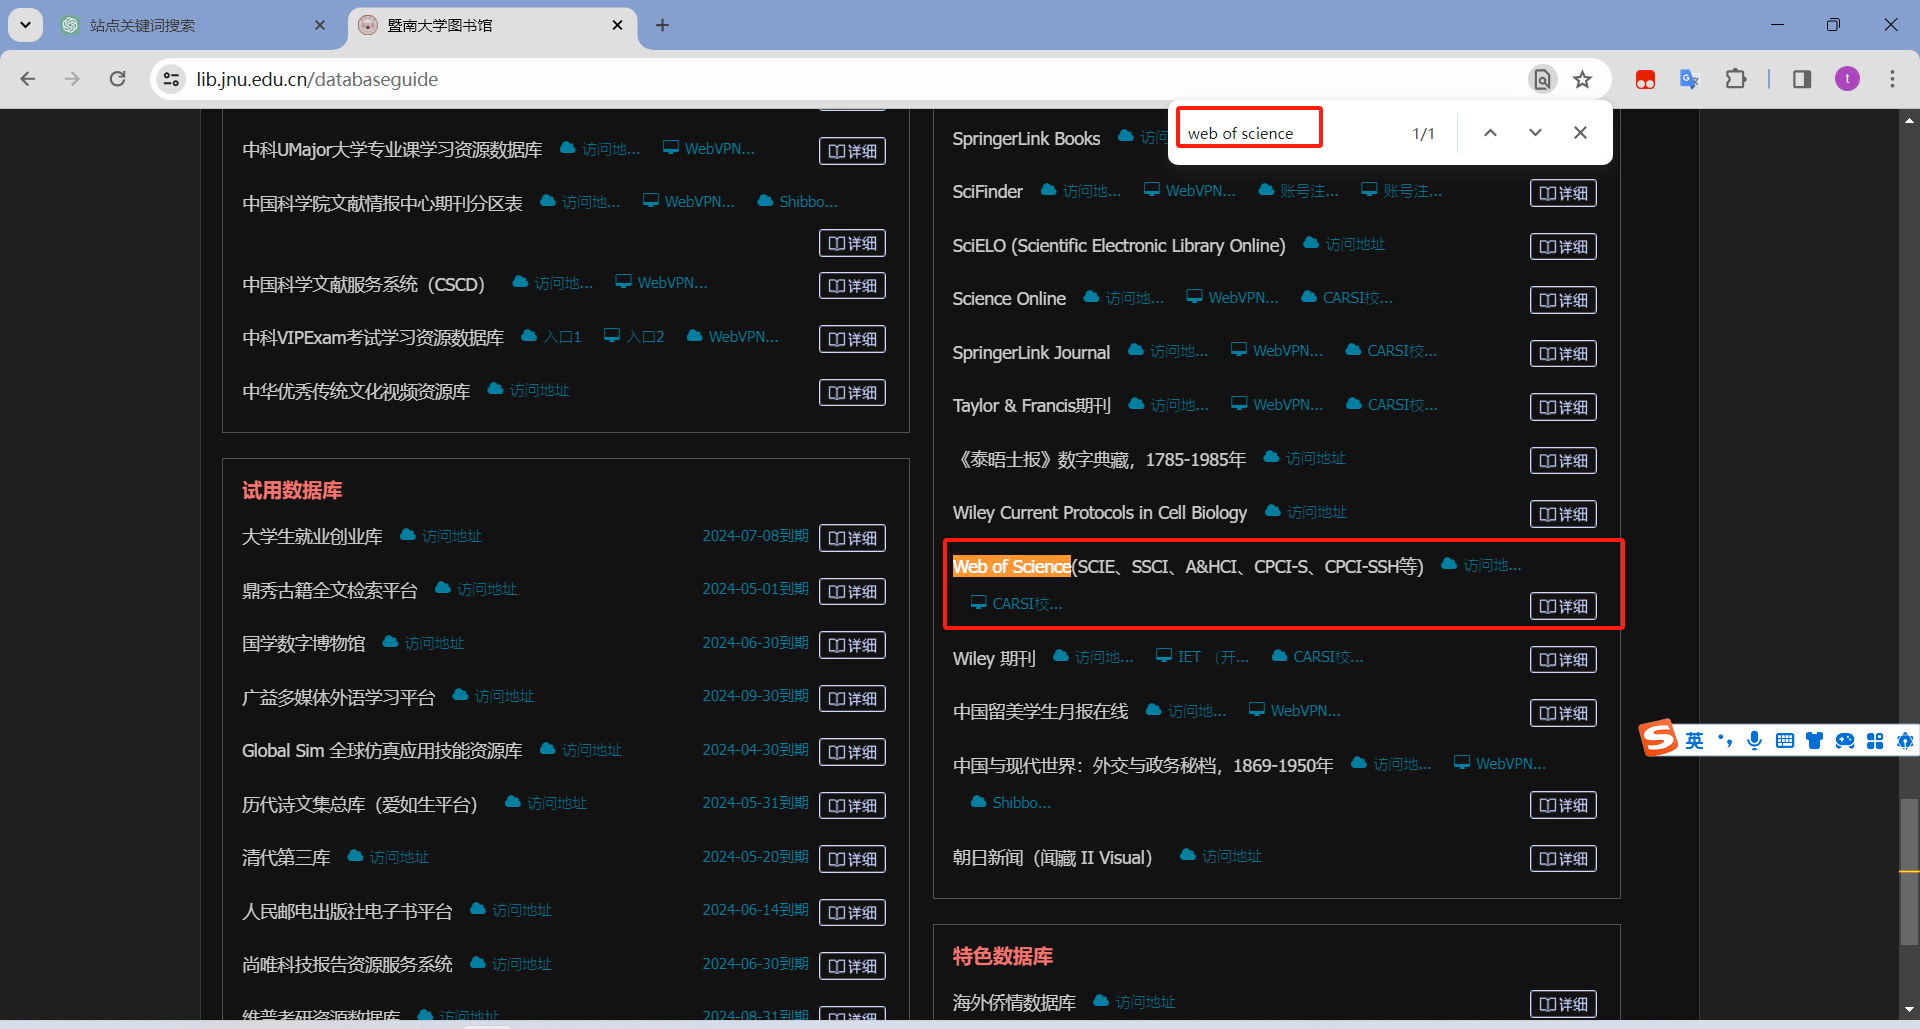 站点关键词搜索
暨南大学图书馆
lib.jnu.edu.cn/databaseguide
web of science 1/1
中科UMajor大学专业课学习资源数据库 访问地... WebVPN... 详细
中国科学院文献情报中心期刊分区表 访问地... WebVPN... Shibbo...
详细
中国科学文献服务系统（CSCD） 访问地... WebVPN... 详细
中科VIPExam考试学习资源数据库 入口1 入口2 WebVPN... 详细
中华优秀传统文化视频资源库 访问地址 详细
试用数据库
大学生就业创业库 访问地址 2024-07-08到期 详细
鼎秀古籍全文检索平台 访问地址 2024-05-01到期 详细
国学数字博物馆 访问地址 2024-06-30到期 详细
广益多媒体外语学习平台 访问地址 2024-09-30到期 详细
Global Sim 全球仿真应用技能资源库 访问地址 2024-04-30到期 详细
历代诗文集总库（爱如生平台） 访问地址 2024-05-31到期 详细
清代第三库 访问地址 2024-05-20到期 详细
人民邮电出版社电子书平台 访问地址 2024-06-14到期 详细
尚唯科技报告资源服务系统 访问地址 2024-06-30到期 详细
维普考研资源数据库 访问地址 2024-08-31到期 详细
SpringerLink Books 访问
SciFinder 访问地... WebVPN... 账号注... 账号注... 详细
SciELO (Scientific Electronic Library Online) 访问地址 详细
Science Online 访问地... WebVPN... CARSI校... 详细
SpringerLink Journal 访问地... WebVPN... CARSI校... 详细
Taylor & Francis期刊 访问地... WebVPN... CARSI校... 详细
《泰晤士报》数字典藏，1785-1985年 访问地址 详细
Wiley Current Protocols in Cell Biology 访问地址 详细
Web of Science(SCIE、SSCI、A&HCI、CPCI-S、CPCI-SSH等) 访问地...
CARSI校... 详细
Wiley 期刊 访问地... IET （开... CARSI校... 详细
中国留美学生月报在线 访问地... WebVPN... 详细
中国与现代世界：外交与政务秘档，1869-1950年 访问地... WebVPN...
Shibbo... 详细
朝日新闻（闻藏 II Visual） 访问地址 详细
特色数据库
海外侨情数据库 访问地址 详细
t
S 英